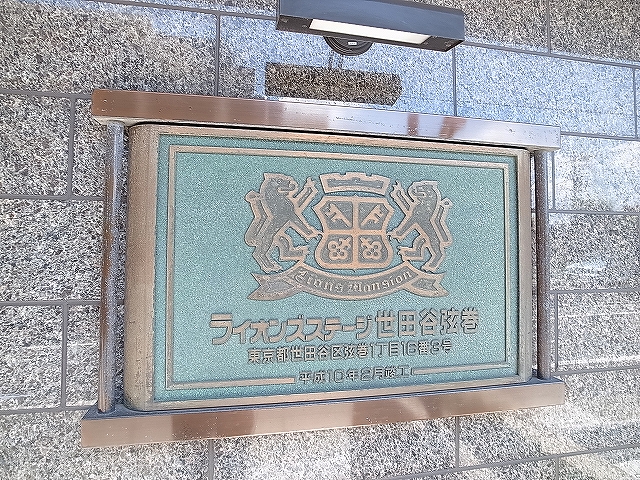 Lions Mansion
ライオンズステージ世田谷弦巻
東京都世田谷区弦巻1丁目16番8号
平成10年2月竣工